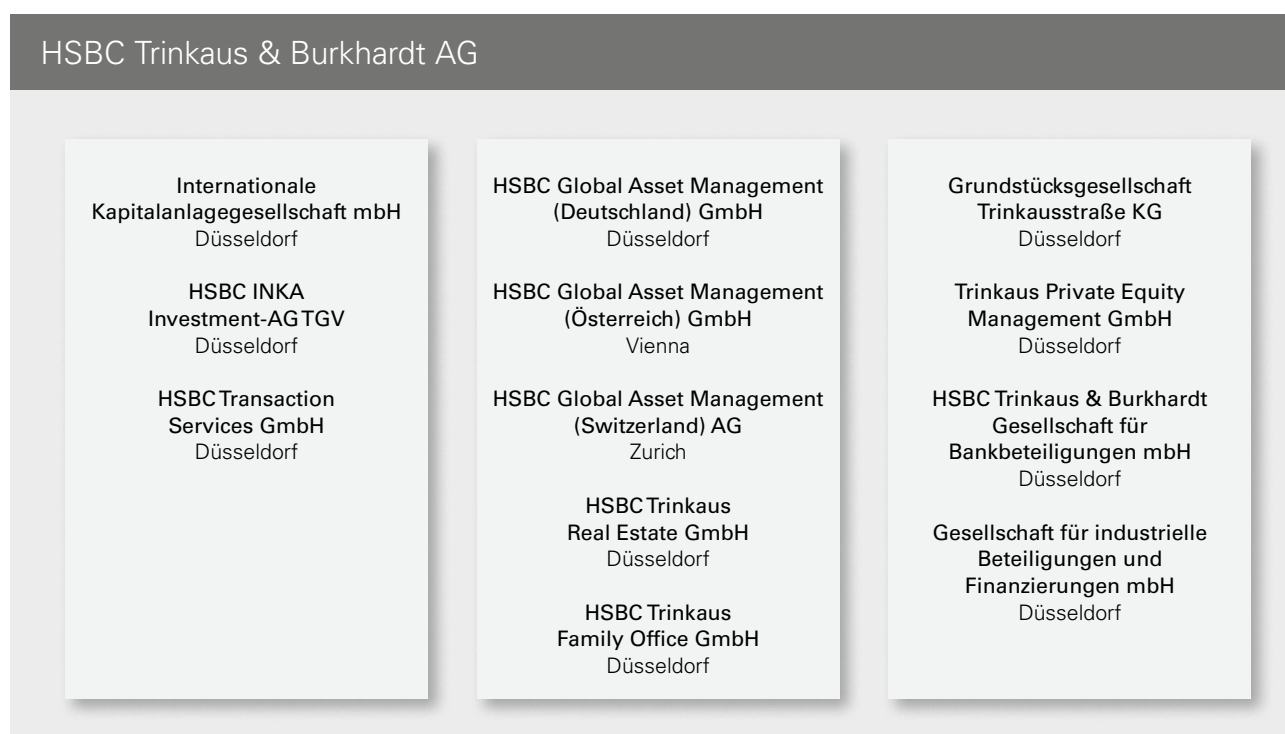 HSBC Trinkaus & Burkhardt AG
Internationale
Kapitalanlagegesellschaft mbH
Düsseldorf
HSBC INKA
Investment-AG TGV
Düsseldorf
HSBC Transaction
Services GmbH
Düsseldorf
HSBC Global Asset Management
(Deutschland) GmbH
Düsseldorf
HSBC Global Asset Management
(Österreich) GmbH
Vienna
HSBC Global Asset Management
(Switzerland) AG
Zurich
HSBC Trinkaus
Real Estate GmbH
Düsseldorf
HSBC Trinkaus
Family Office GmbH
Düsseldorf
Grundstücksgesellschaft
Trinkausstraße KG
Düsseldorf
Trinkaus Private Equity
Management GmbH
Düsseldorf
HSBC Trinkaus & Burkhardt
Gesellschaft für
Bankbeteiligungen mbH
Düsseldorf
Gesellschaft für industrielle
Beteiligungen und
Finanzierungen mbH
Düsseldorf